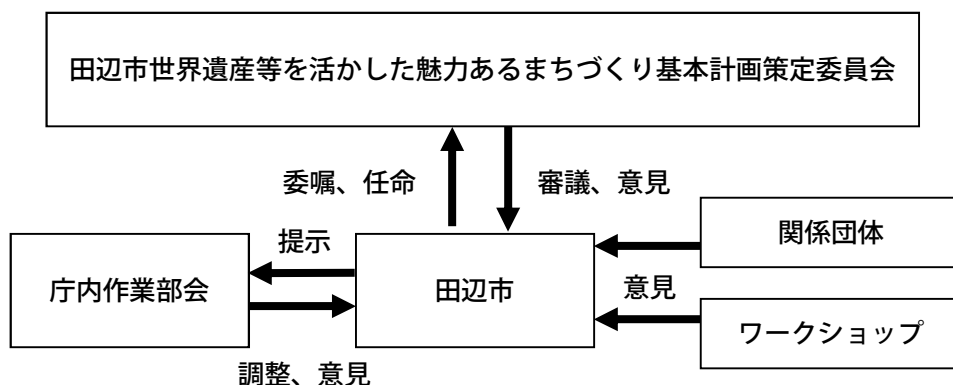 田辺市世界遺産等を活かした魅力あるまちづくり基本計画策定委員会
委嘱、任命
審議、意見
関係団体
提示
庁内作業部会
田辺市
意見
ワークショップ
調整、意見